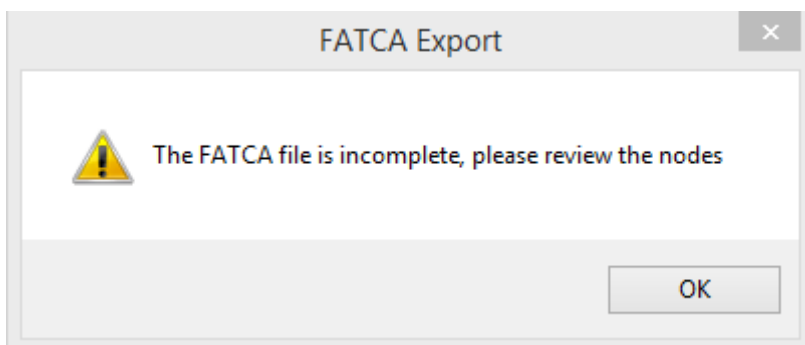 FATCA Export
The FATCA file is incomplete, please review the nodes
OK